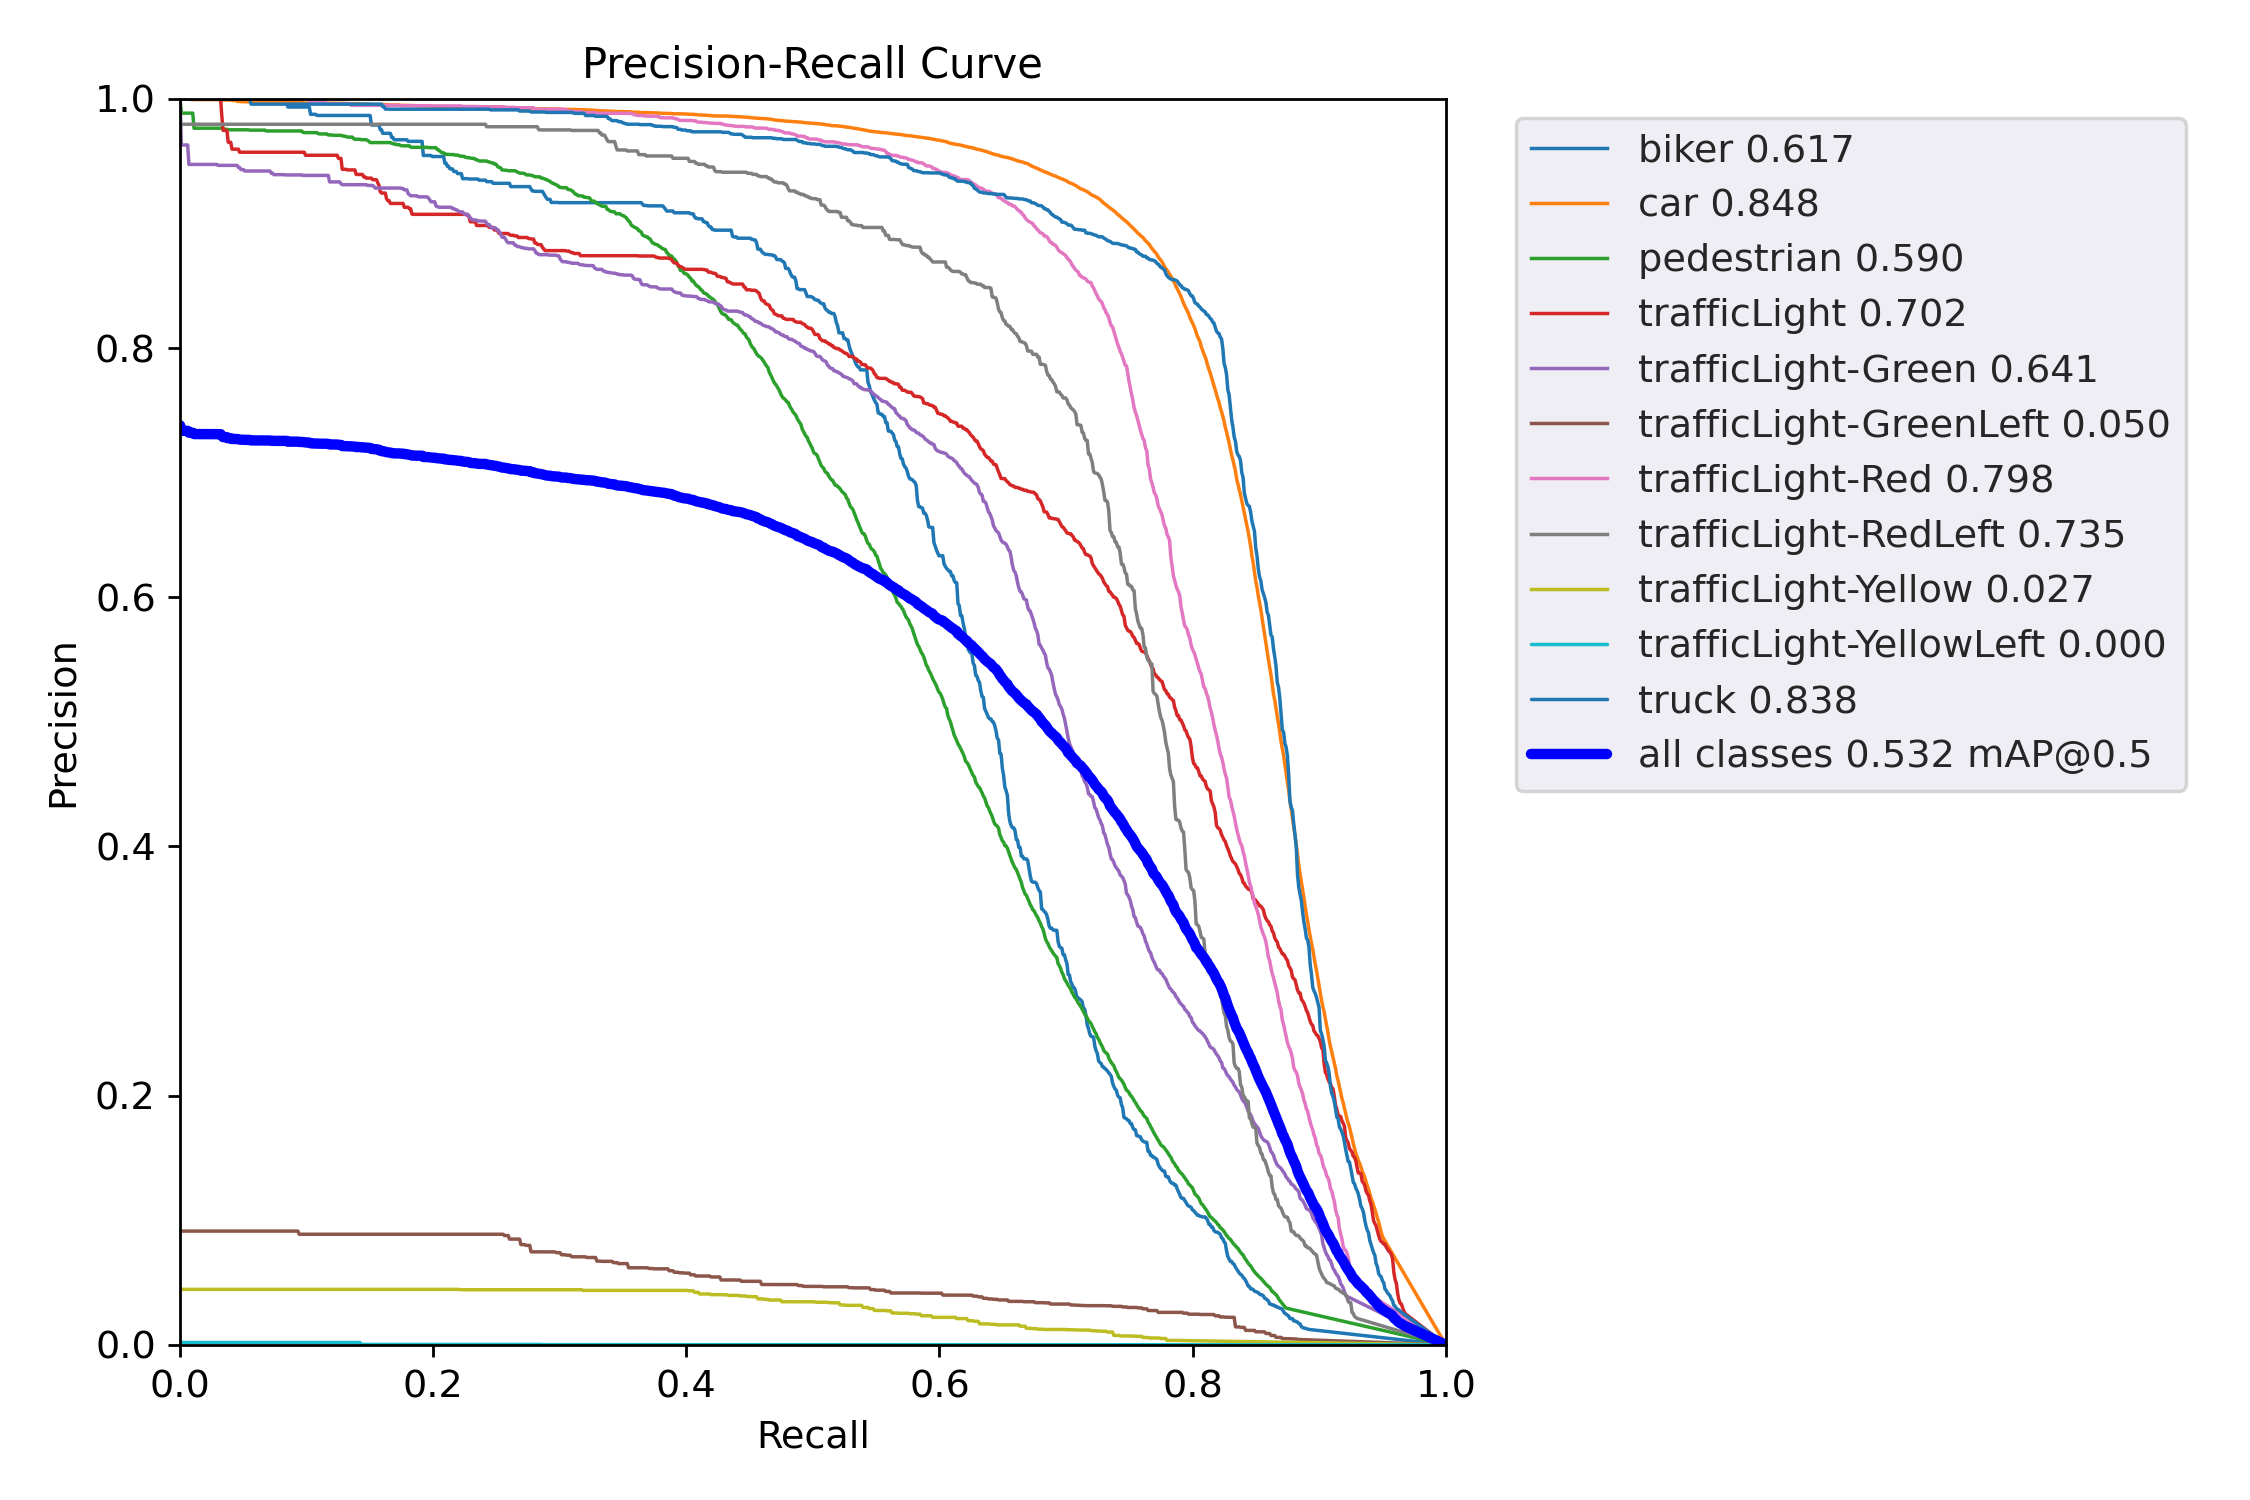 Precision-Recall Curve
1.0
0.8
0.6
0.4
0.2
0.0
Precision
0.0 0.2 0.4 0.6 0.8 1.0
Recall
biker 0.617
car 0.848
pedestrian 0.590
trafficLight 0.702
trafficLight-Green 0.641
trafficLight-GreenLeft 0.050
trafficLight-Red 0.798
trafficLight-RedLeft 0.735
trafficLight-Yellow 0.027
trafficLight-YellowLeft 0.000
truck 0.838
all classes 0.532 mAP@0.5